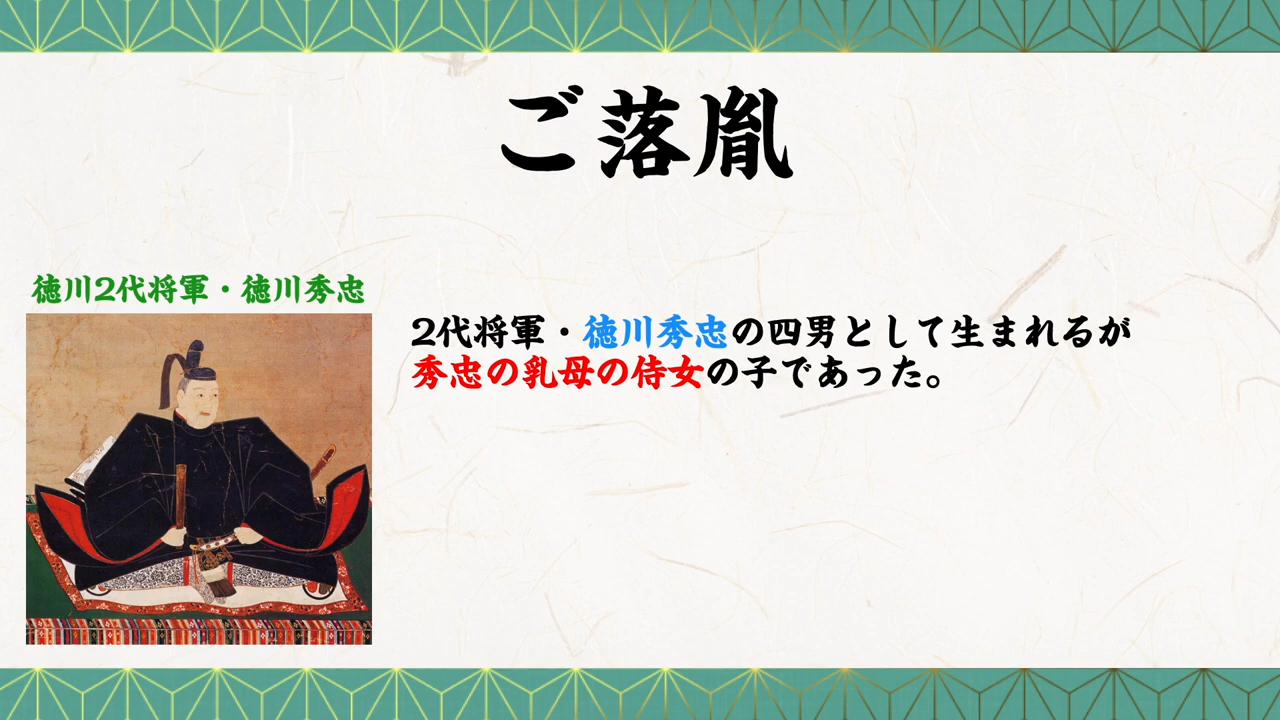 ご落胤
徳川2代将軍・徳川秀忠
2代将軍・徳川秀忠の四男として生まれるが
秀忠の乳母の侍女の子であった。